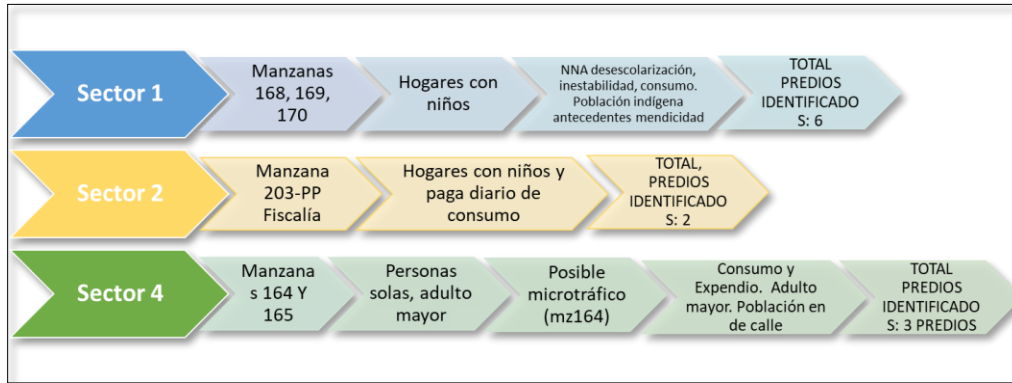 Sector 1
Manzanas
168, 169,
170
Hogares con
niños
NNA desescolarización,
inestabilidad, consumo.
Población indígena
antecedentes mendicidad
TOTAL
PREDIOS
IDENTIFICADO
S: 6
Sector 2
Manzana
203-PP
Fiscalía
Hogares con niños y
paga diario de
consumo
TOTAL,
PREDIOS
IDENTIFICADO
S: 2
Sector 4
Manzana
s 164 Y
165
Personas
solas, adulto
mayor
Posible
microtráfico
(mz164)
Consumo y
Expendio. Adulto
mayor. Población en
de calle
TOTAL
PREDIOS
IDENTIFICADO
S: 3 PREDIOS